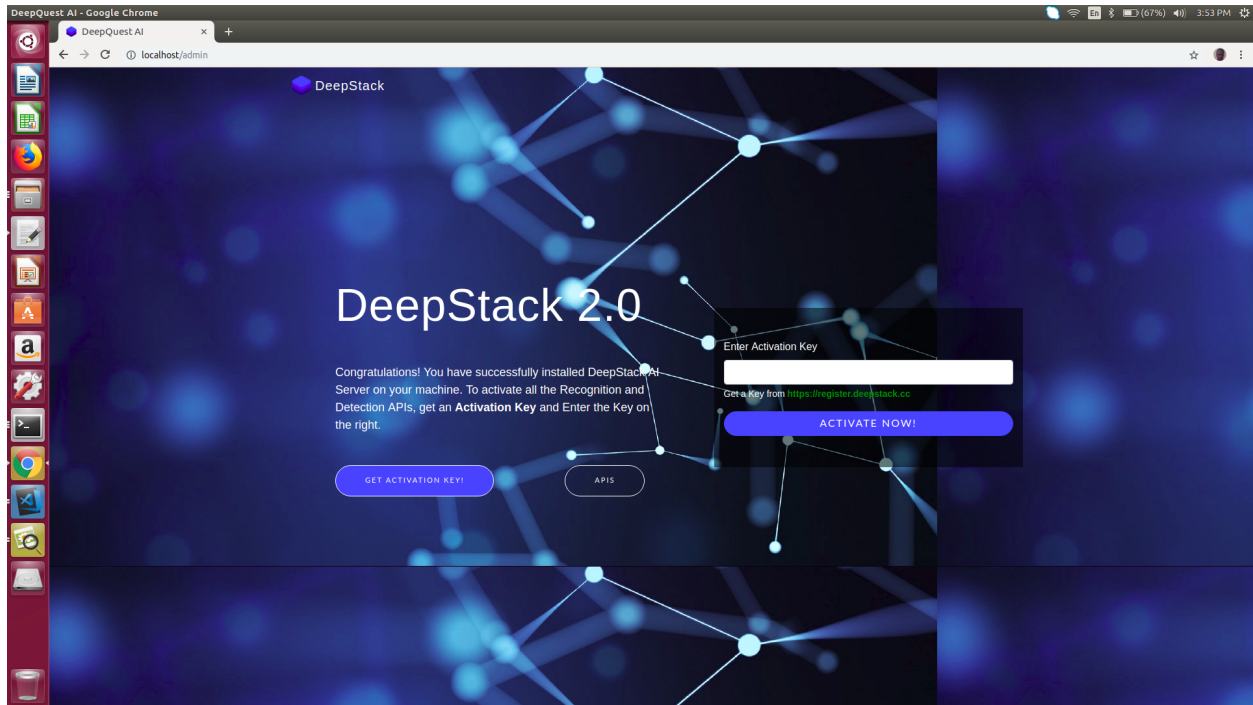 DeepQuest AI - Google Chrome
En
(67%)
3:53 PM
DeepQuest AI
localhost/admin
DeepStack
DeepStack 2.0
Congratulations! You have successfully installed DeepStack AI
Server on your machine. To activate all the Recognition and
Detection APIs, get an Activation Key and Enter the Key on
the right.
GET ACTIVATION KEY!
APIS
Enter Activation Key
Get a Key from https://register.deepstack.cc
ACTIVATE NOW!